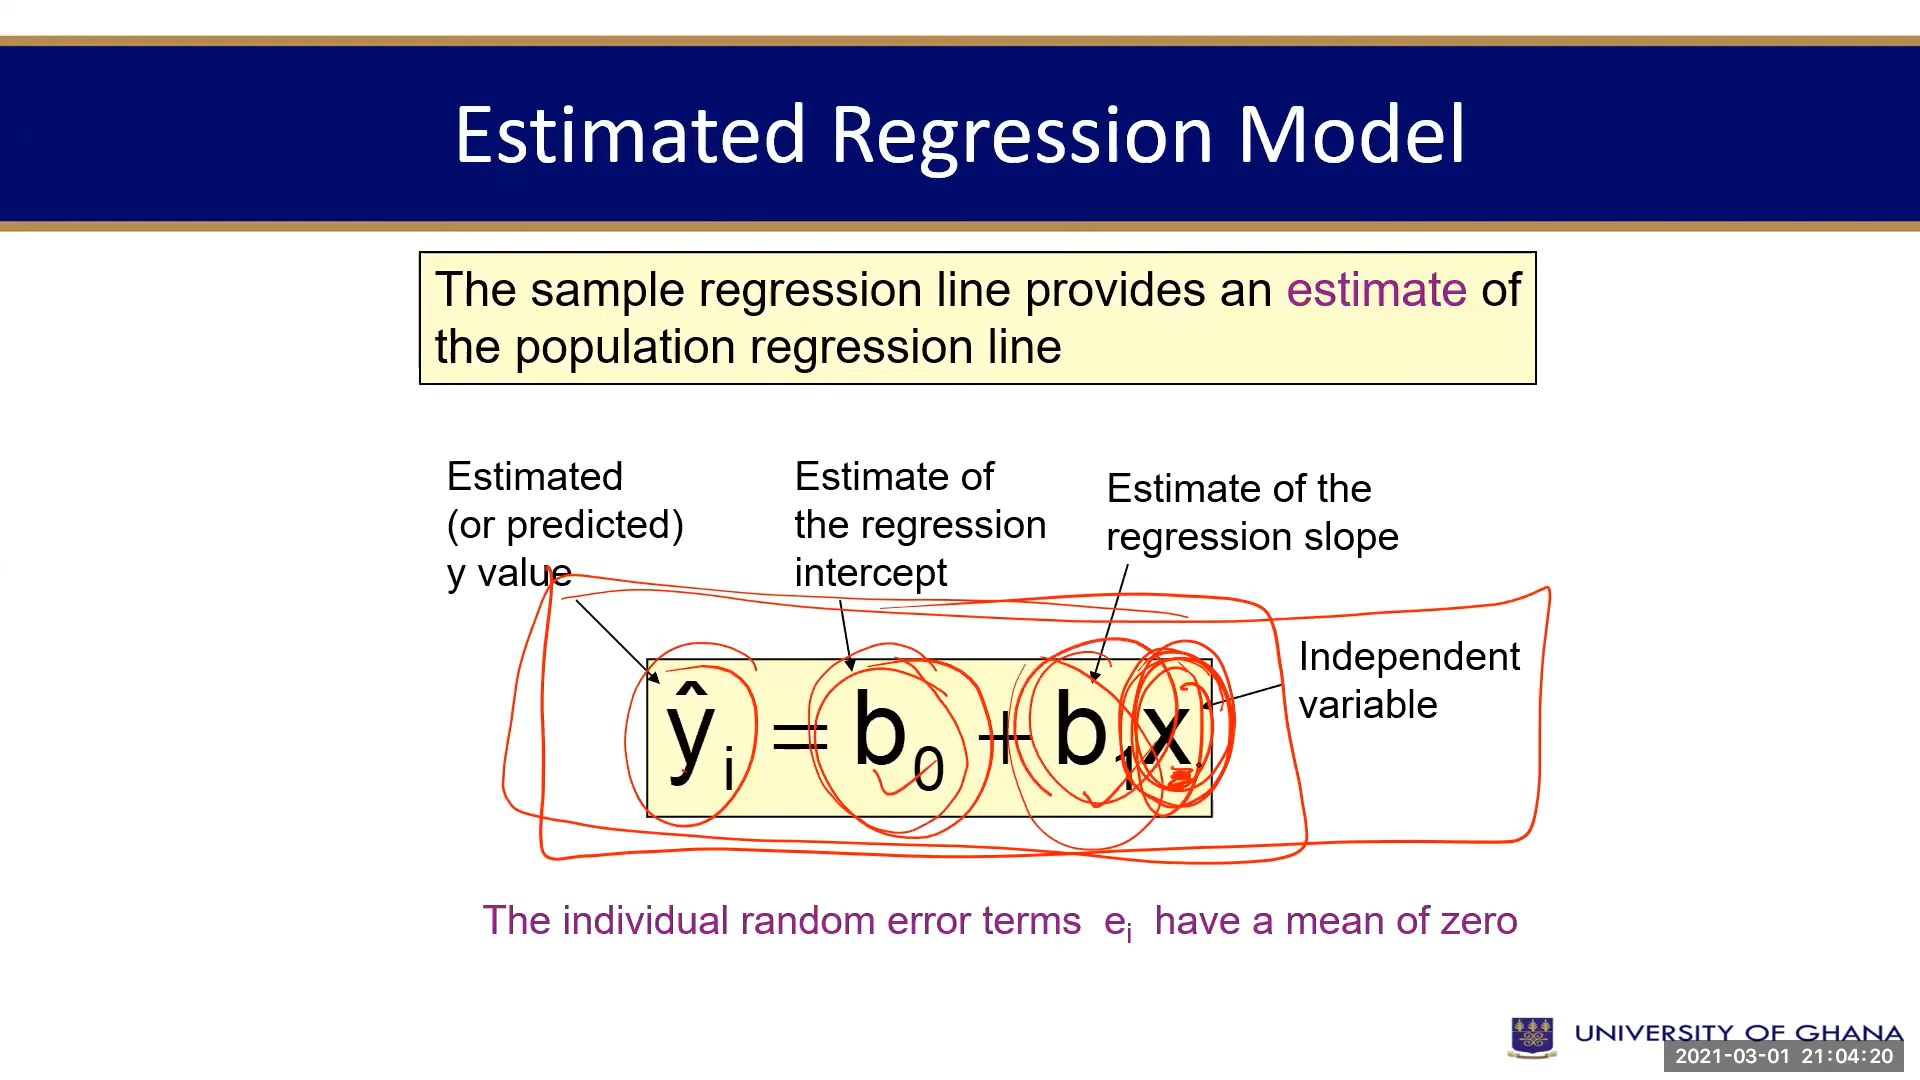 Estimated Regression Model
The sample regression line provides an estimate of
the population regression line
Estimated
(or predicted)
y value
Estimate of
the regression
intercept
Estimate of the
regression slope
Independent
variable
ŷᵢ = b₀ + b₁x
The individual random error terms eᵢ have a mean of zero
UNIVERSITY OF GHANA
2021-03-01 21:04:20